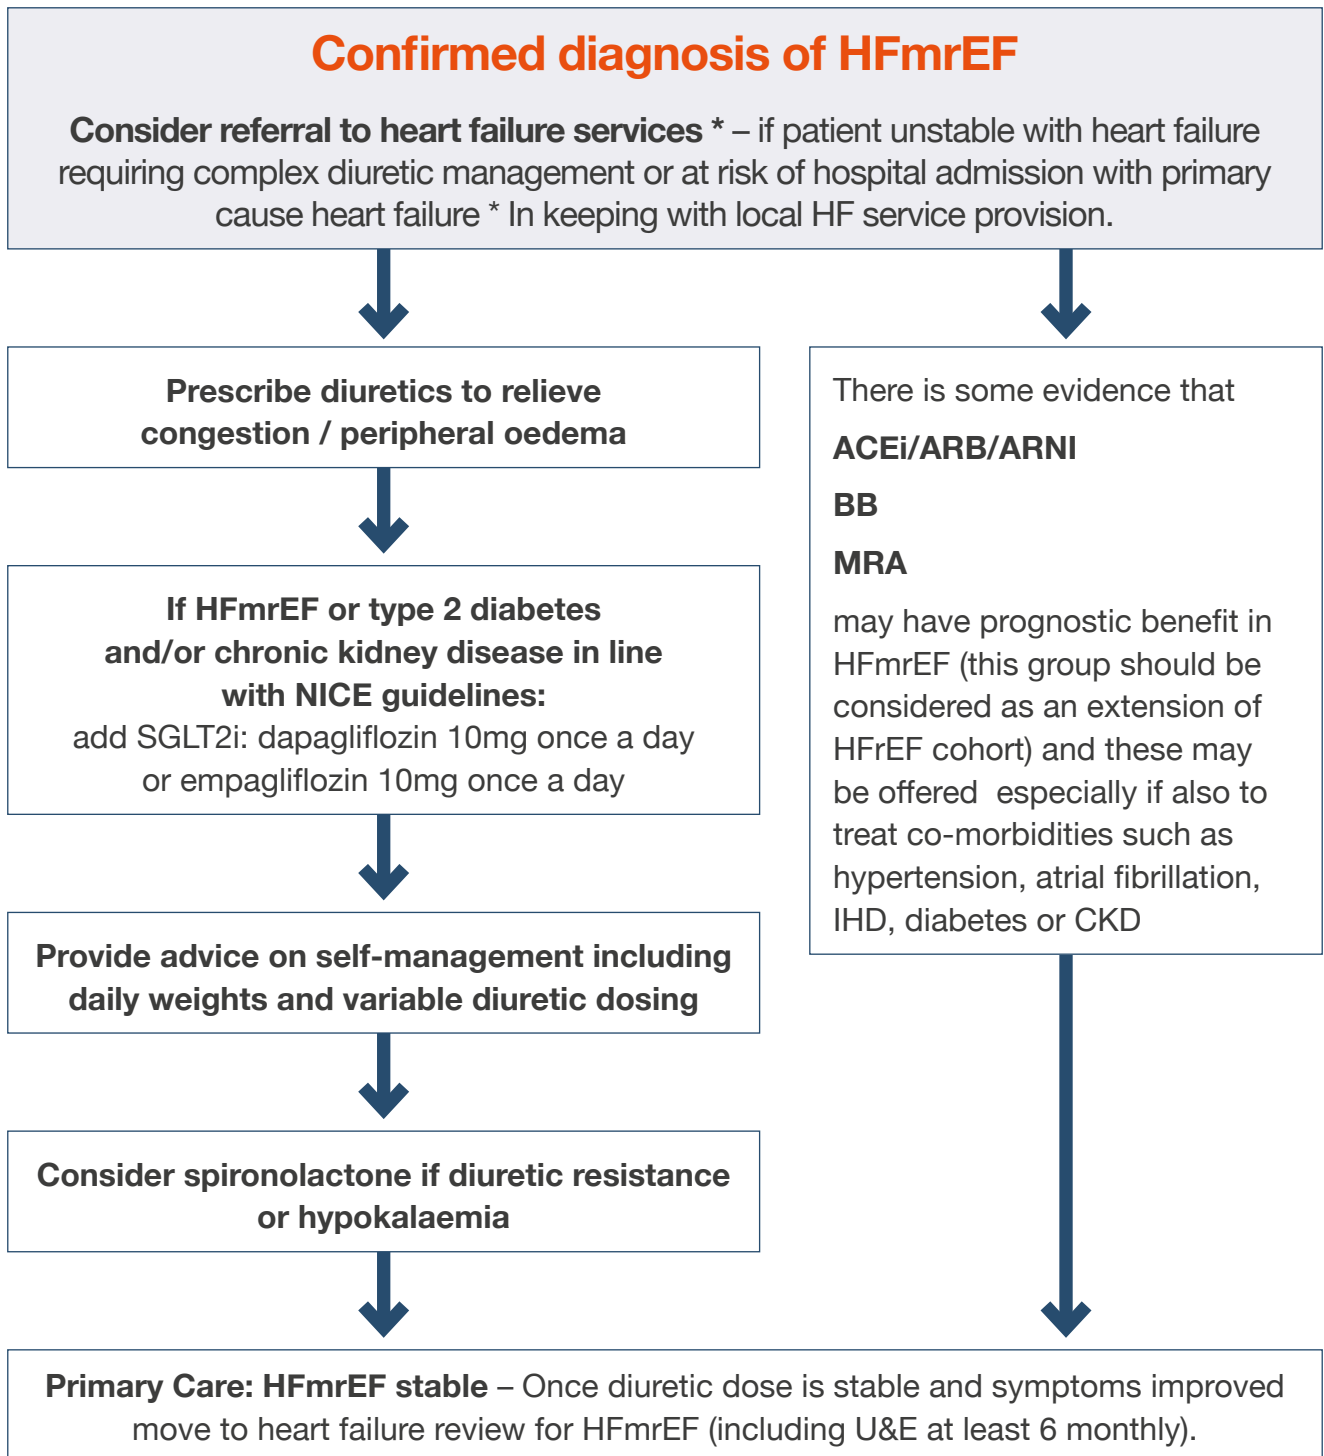 Confirmed diagnosis of HFmrEF
Consider referral to heart failure services * – if patient unstable with heart failure
requiring complex diuretic management or at risk of hospital admission with primary
cause heart failure * In keeping with local HF service provision.
Prescribe diuretics to relieve
congestion / peripheral oedema
If HFmrEF or type 2 diabetes
and/or chronic kidney disease in line
with NICE guidelines:
add SGLT2i: dapagliflozin 10mg once a day
or empagliflozin 10mg once a day
Provide advice on self-management including
daily weights and variable diuretic dosing
Consider spironolactone if diuretic resistance
or hypokalaemia
There is some evidence that
ACEi/ARB/ARNI
BB
MRA
may have prognostic benefit in
HFmrEF (this group should be
considered as an extension of
HFrEF cohort) and these may
be offered  especially if also to
treat co-morbidities such as
hypertension, atrial fibrillation,
IHD, diabetes or CKD
Primary Care: HFmrEF stable – Once diuretic dose is stable and symptoms improved
move to heart failure review for HFmrEF (including U&E at least 6 monthly).